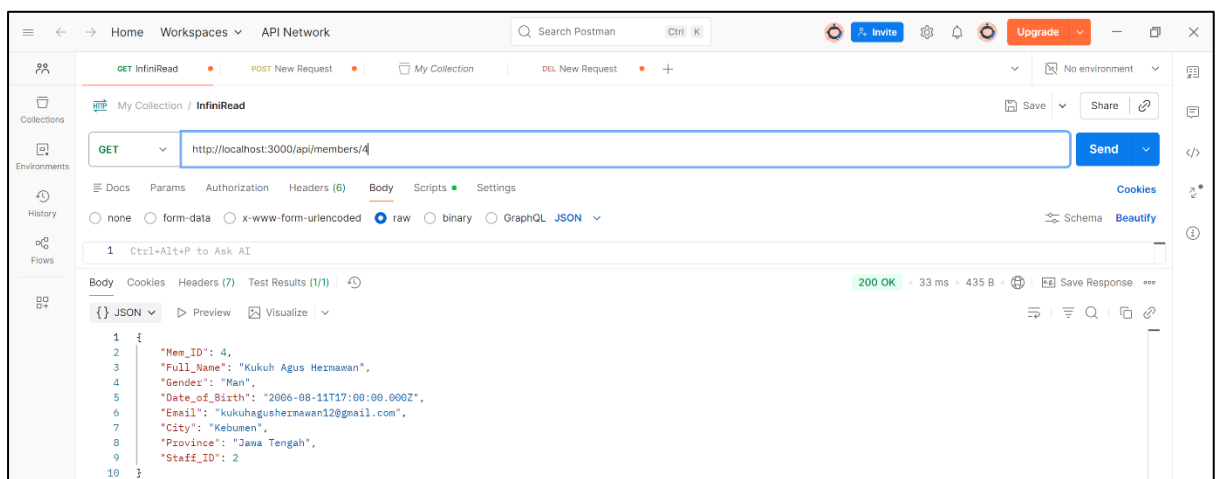 Home Workspaces API Network Search Postman Ctrl K Invite Upgrade
GET InfiniRead POST New Request My Collection DEL New Request + No environment
Collections
HTTP My Collection / InfiniRead Save Share
Environments
GET http://localhost:3000/api/members/4 Send
History
Docs Params Authorization Headers (6) Body Scripts Settings Cookies
Flows
none form-data x-www-form-urlencoded raw binary GraphQL JSON Schema Beautify
1 Ctrl+Alt+P to Ask AI
Body Cookies Headers (7) Test Results (1/1) 200 OK 33 ms 435 B Save Response
{} JSON Preview Visualize
1 {
2 "Mem_ID": 4,
3 "Full_Name": "Kukuh Agus Hermawan",
4 "Gender": "Man",
5 "Date_of_Birth": "2006-08-11T17:00:00.000Z",
6 "Email": "kukuhagushermawan12@gmail.com",
7 "City": "Kebumen",
8 "Province": "Jawa Tengah",
9 "Staff_ID": 2
10 }